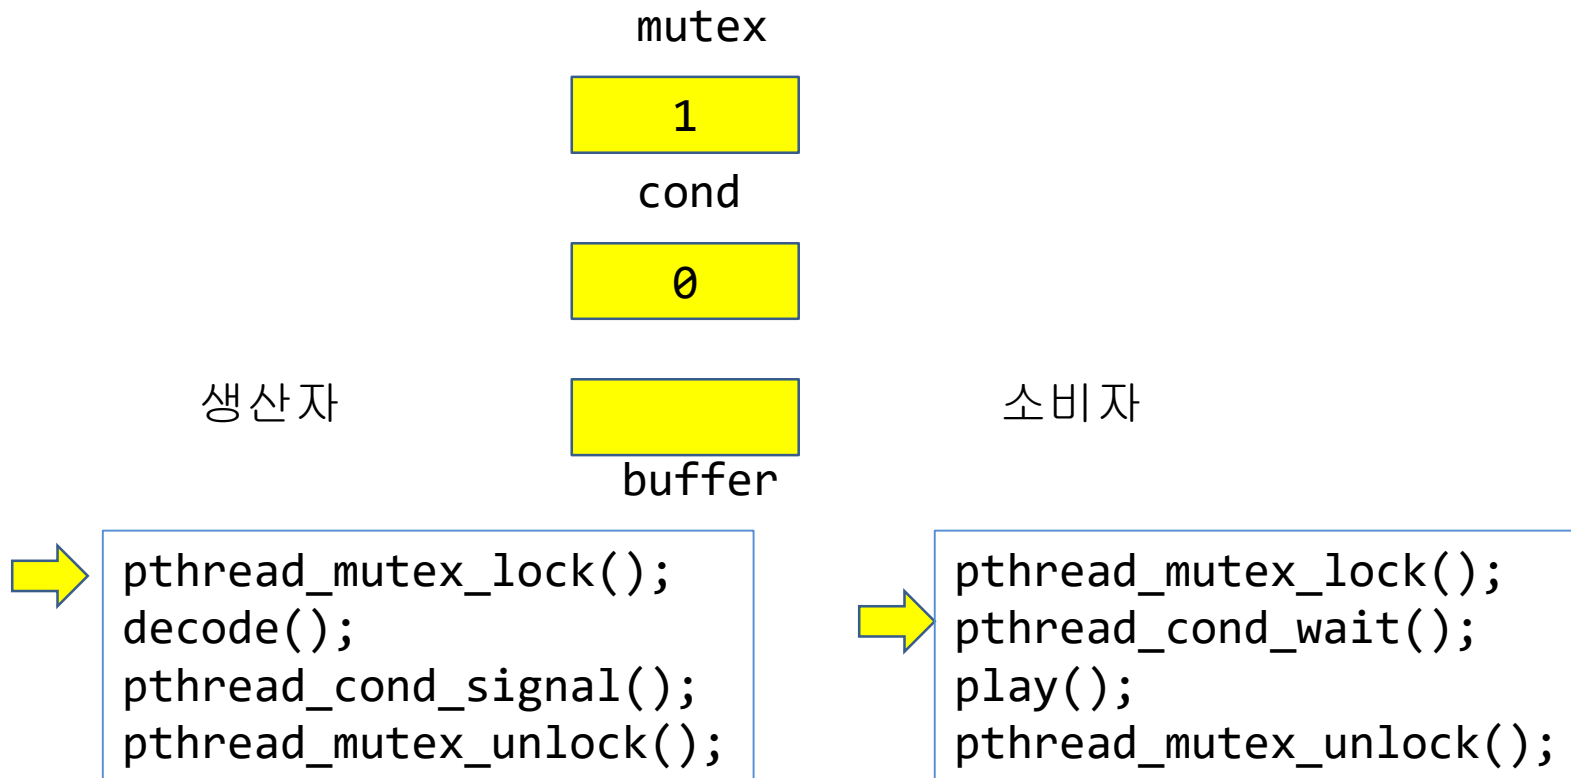 mutex
1
cond
0
생산자
소비자
buffer
pthread_mutex_lock();
decode();
pthread_cond_signal();
pthread_mutex_unlock();
pthread_mutex_lock();
pthread_cond_wait();
play();
pthread_mutex_unlock();